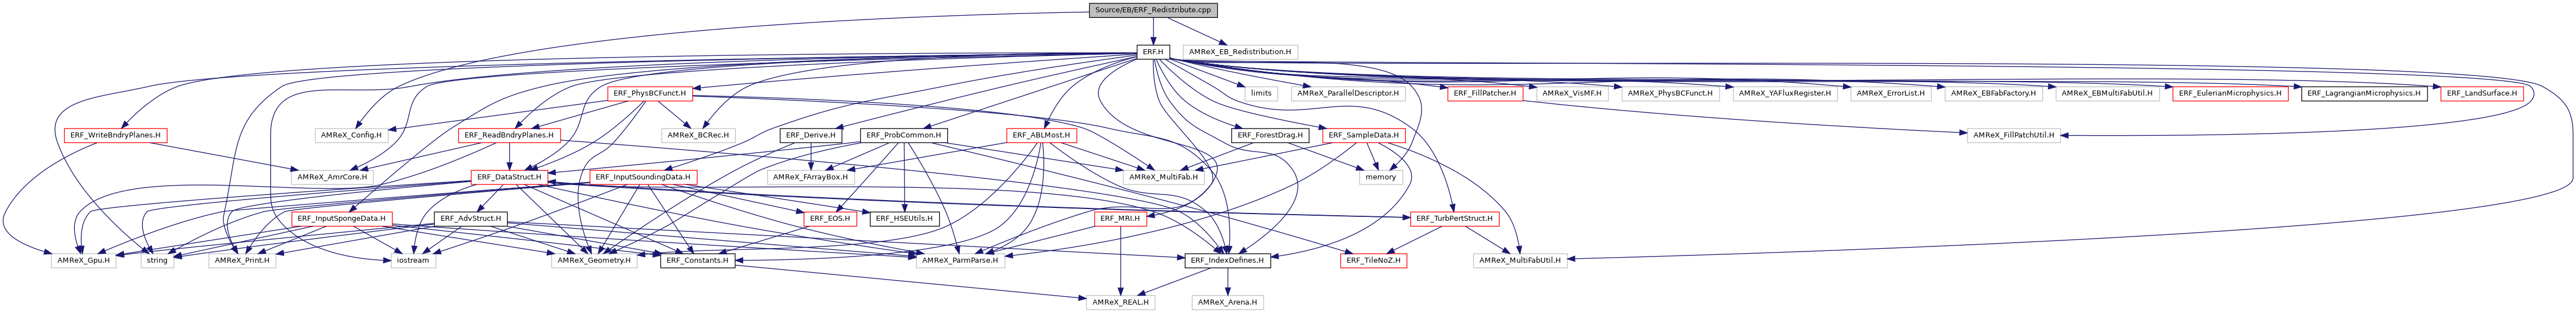 Source/EB/ERF_Redistribute.cpp
ERF.H
AMReX_EB_Redistribution.H
ERF_PhysBCFunct.H
limits
AMReX_ParallelDescriptor.H
ERF_FillPatcher.H
AMReX_VisMF.H
AMReX_PhysBCFunct.H
AMReX_YAFluxRegister.H
AMReX_ErrorList.H
AMReX_EBFabFactory.H
AMReX_EBMultiFabUtil.H
ERF_EulerianMicrophysics.H
ERF_LagrangianMicrophysics.H
ERF_LandSurface.H
ERF_WriteBndryPlanes.H
AMReX_Config.H
ERF_ReadBndryPlanes.H
AMReX_BCRec.H
ERF_Derive.H
ERF_ProbCommon.H
ERF_ABLMost.H
ERF_ForestDrag.H
ERF_SampleData.H
AMReX_FillPatchUtil.H
AMReX_AmrCore.H
ERF_DataStruct.H
ERF_InputSoundingData.H
AMReX_FArrayBox.H
AMReX_MultiFab.H
memory
ERF_InputSpongeData.H
ERF_AdvStruct.H
ERF_EOS.H
ERF_HSEUtils.H
ERF_MRI.H
ERF_TurbPertStruct.H
AMReX_Gpu.H
string
AMReX_Print.H
iostream
AMReX_Geometry.H
ERF_Constants.H
AMReX_ParmParse.H
ERF_IndexDefines.H
ERF_TileNoZ.H
AMReX_MultiFabUtil.H
AMReX_REAL.H
AMReX_Arena.H